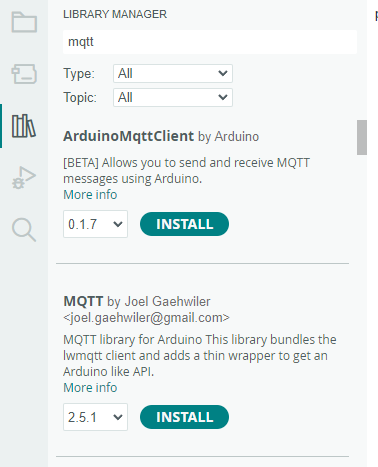 LIBRARY MANAGER
mqtt
Type: All
Topic: All
ArduinoMqttClient by Arduino
[BETA] Allows you to send and receive MQTT
messages using Arduino.
More info
0.1.7 INSTALL
MQTT by Joel Gaehwiler
<joel.gaehwiler@gmail.com>
MQTT library for Arduino This library bundles the
lwmqtt client and adds a thin wrapper to get an
Arduino like API.
More info
2.5.1 INSTALL